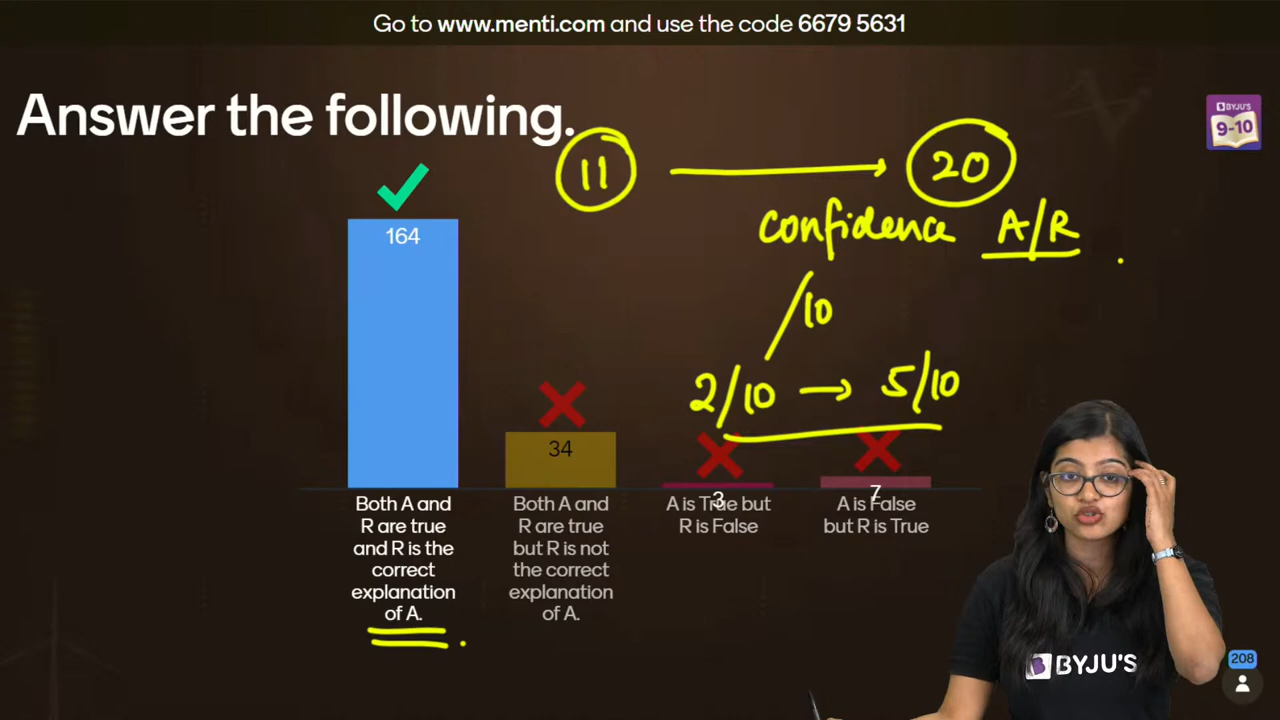 Go to www.menti.com and use the code 6679 5631
Answer the following.
BYJU'S
9-10
11
20
confidence A/R
/10
2/10 → 5/10
164
34
3
7
Both A and
R are true
and R is the
correct
explanation
of A.
Both A and
R are true
but R is not
the correct
explanation
of A.
A is True but
R is False
A is False
but R is True
BYJU'S
208